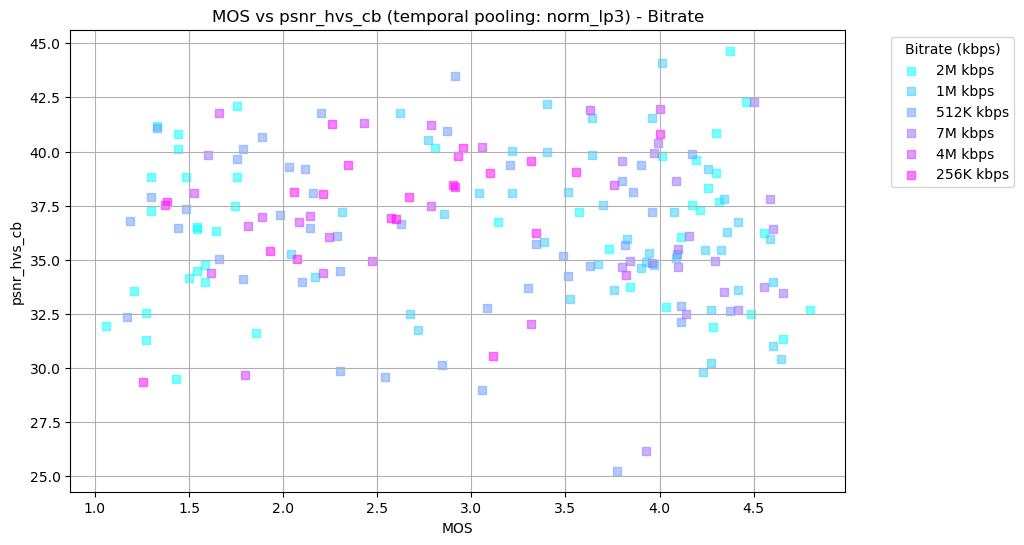 MOS vs psnr_hvs_cb (temporal pooling: norm_lp3) - Bitrate
psnr_hvs_cb
45.0
42.5
40.0
37.5
35.0
32.5
30.0
27.5
25.0
1.0 1.5 2.0 2.5 3.0 3.5 4.0 4.5
MOS
Bitrate (kbps)
2M kbps
1M kbps
512K kbps
7M kbps
4M kbps
256K kbps